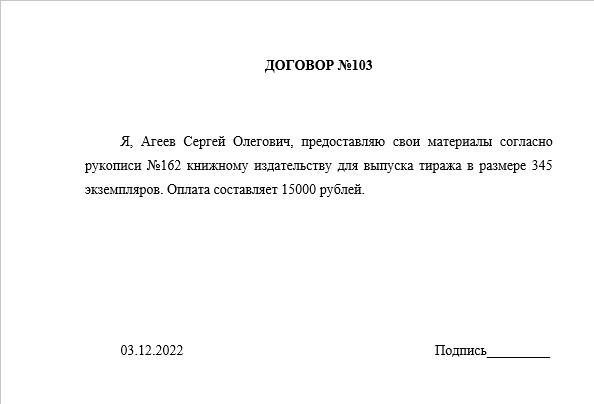 ДОГОВОР №103
Я, Агеев Сергей Олегович, предоставляю свои материалы согласно
рукописи №162 книжному издательству для выпуска тиража в размере 345
экземпляров. Оплата составляет 15000 рублей.
03.12.2022 Подпись_________